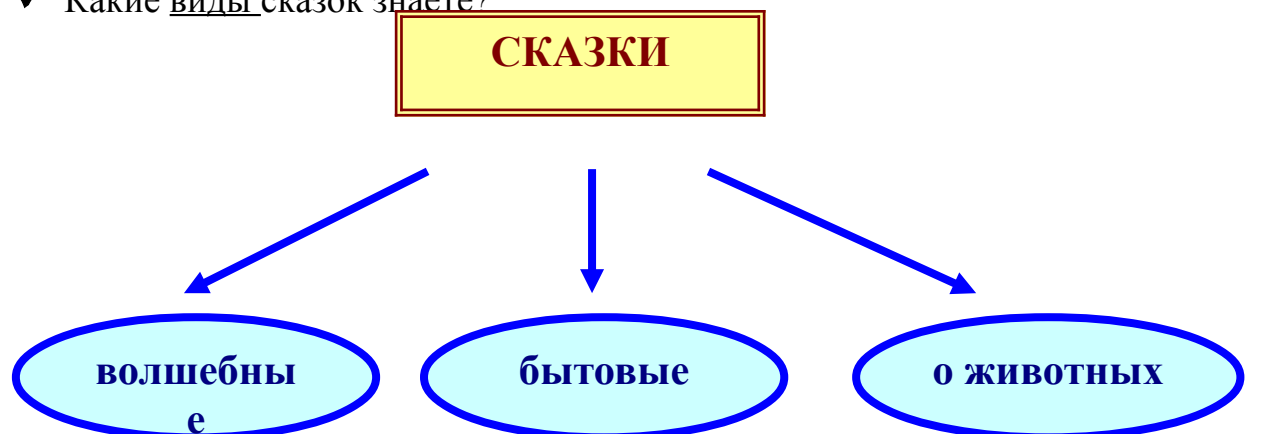 Какие виды сказок знаете?
СКАЗКИ
волшебны
е
бытовые
о животных